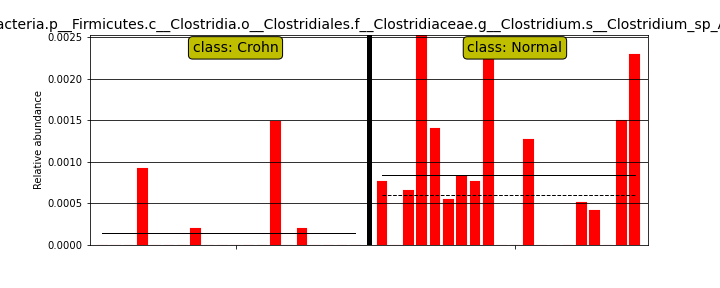 acteria.p__Firmicutes.c__Clostridia.o__Clostridiales.f__Clostridiaceae.g__Clostridium.s__Clostridium_sp_
class: Crohn
class: Normal
Relative abundance
0.0025
0.0020
0.0015
0.0010
0.0005
0.0000